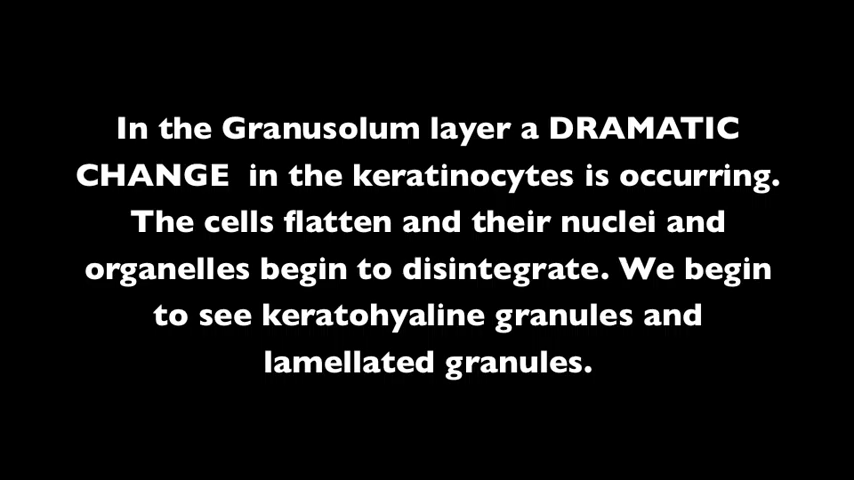 In the Granusolum layer a DRAMATIC
CHANGE  in the keratinocytes is occurring.
The cells flatten and their nuclei and
organelles begin to disintegrate. We begin
to see keratohyaline granules and
lamellated granules.